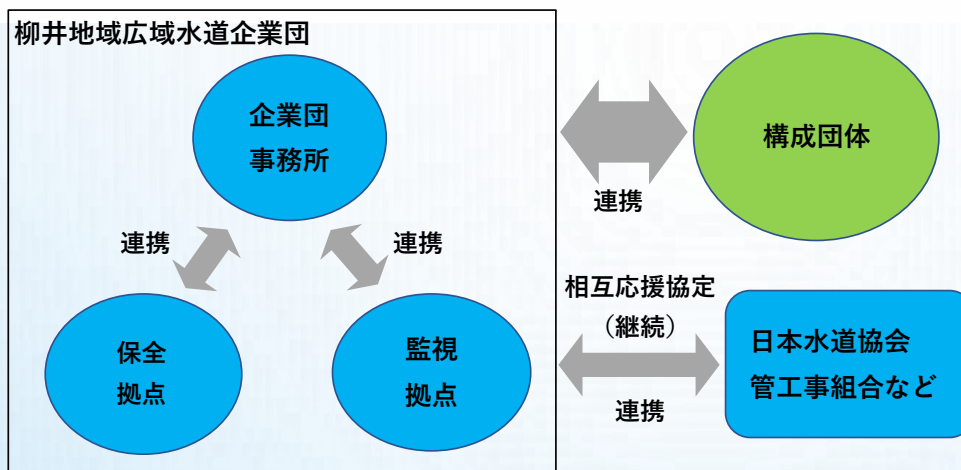 柳井地域広域水道企業団
企業団
事務所
連携
連携
保全
拠点
監視
拠点
連携
構成団体
相互応援協定
（継続）
連携
日本水道協会
管工事組合など